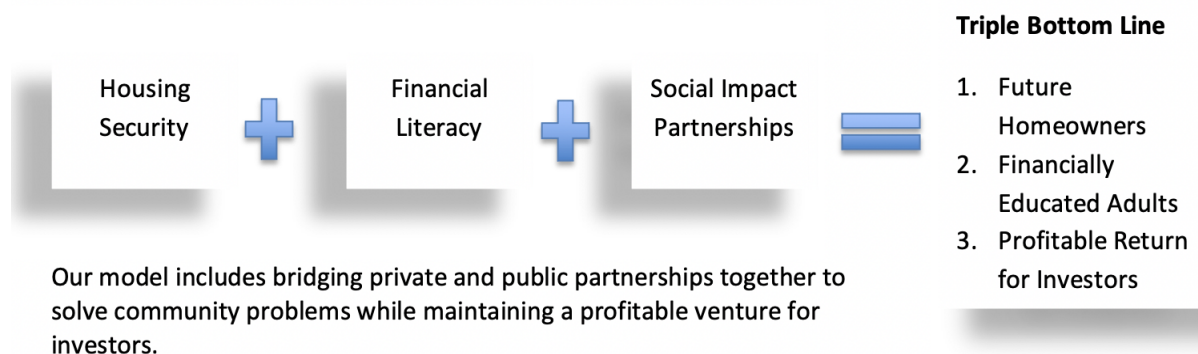 Housing
Security
Financial
Literacy
Social Impact
Partnerships
Triple Bottom Line
1. Future
Homeowners
2. Financially
Educated Adults
3. Profitable Return
for Investors
Our model includes bridging private and public partnerships together to
solve community problems while maintaining a profitable venture for
investors.